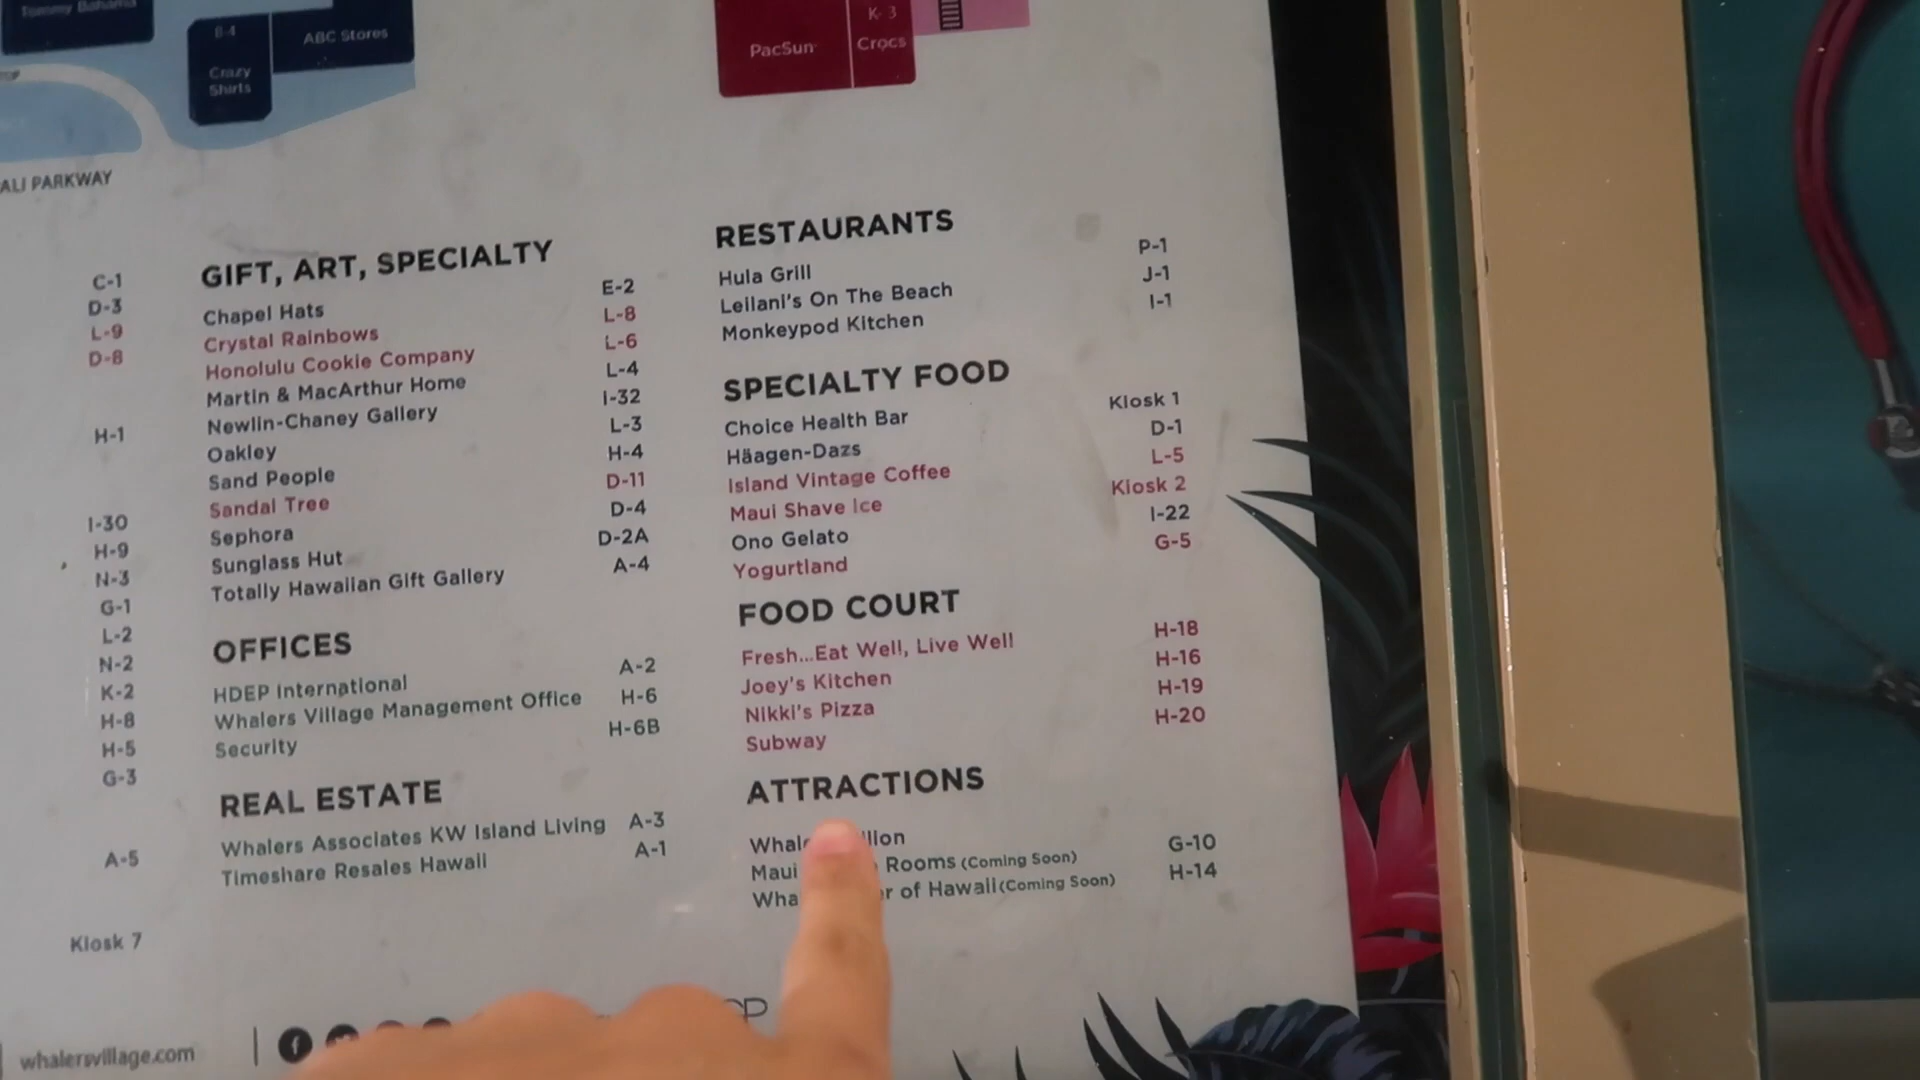 Tommy Bahama
B-4
Crazy
Shirts
ABC Stores
PacSun
K-3
Crocs
ALI PARKWAY
C-1
D-3
L-9
D-8
H-1
I-30
H-9
N-3
G-1
L-2
N-2
K-2
H-8
H-5
G-3
A-5
Kiosk 7
GIFT, ART, SPECIALTY
Chapel Hats E-2
Crystal Rainbows L-8
Honolulu Cookie Company L-6
Martin & MacArthur Home L-4
Newlin-Chaney Gallery I-32
Oakley L-3
Sand People H-4
Sandal Tree D-11
Sephora D-4
Sunglass Hut D-2A
Totally Hawaiian Gift Gallery A-4
OFFICES
HDEP International A-2
Whalers Village Management Office H-6
Security H-6B
REAL ESTATE
Whalers Associates KW Island Living A-3
Timeshare Resales Hawaii A-1
RESTAURANTS
Hula Grill P-1
Leilani's On The Beach J-1
Monkeypod Kitchen I-1
SPECIALTY FOOD
Choice Health Bar Kiosk 1
Häagen-Dazs D-1
Island Vintage Coffee L-5
Maui Shave Ice Kiosk 2
Ono Gelato I-22
Yogurtland G-5
FOOD COURT
Fresh...Eat Well, Live Well H-18
Joey's Kitchen H-16
Nikki's Pizza H-19
Subway H-20
ATTRACTIONS
Maui Rooms (Coming Soon) G-10
of Hawaii (Coming Soon) H-14
whalersvillage.com